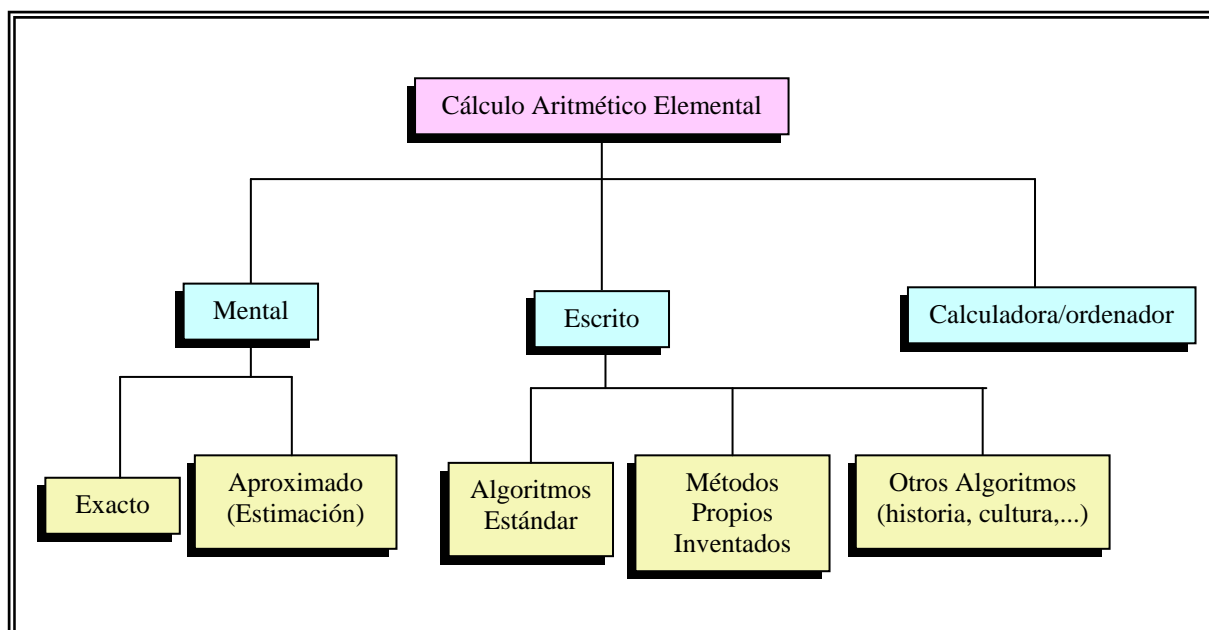 Cálculo Aritmético Elemental
Mental
Escrito
Calculadora/ordenador
Exacto
Aproximado
(Estimación)
Algoritmos
Estándar
Métodos
Propios
Inventados
Otros Algoritmos
(historia, cultura,...)